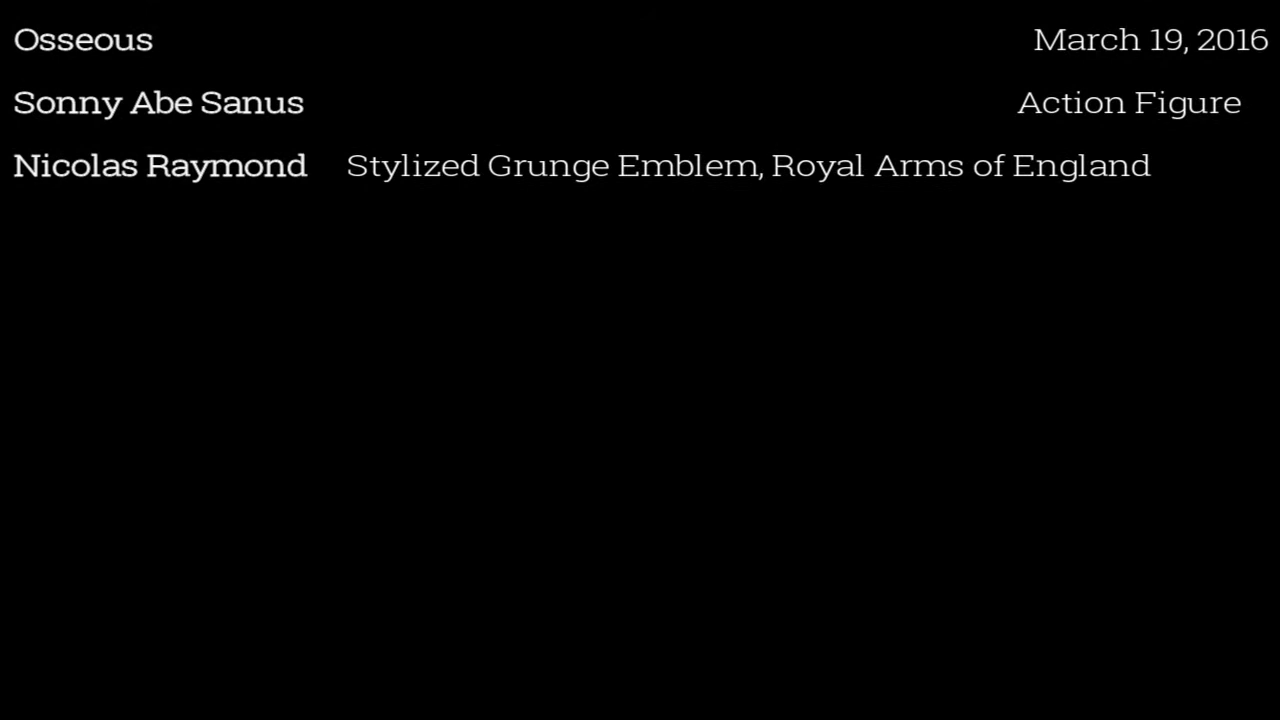 Osseous March 19, 2016
Sonny Abe Sanus Action Figure
Nicolas Raymond Stylized Grunge Emblem, Royal Arms of England